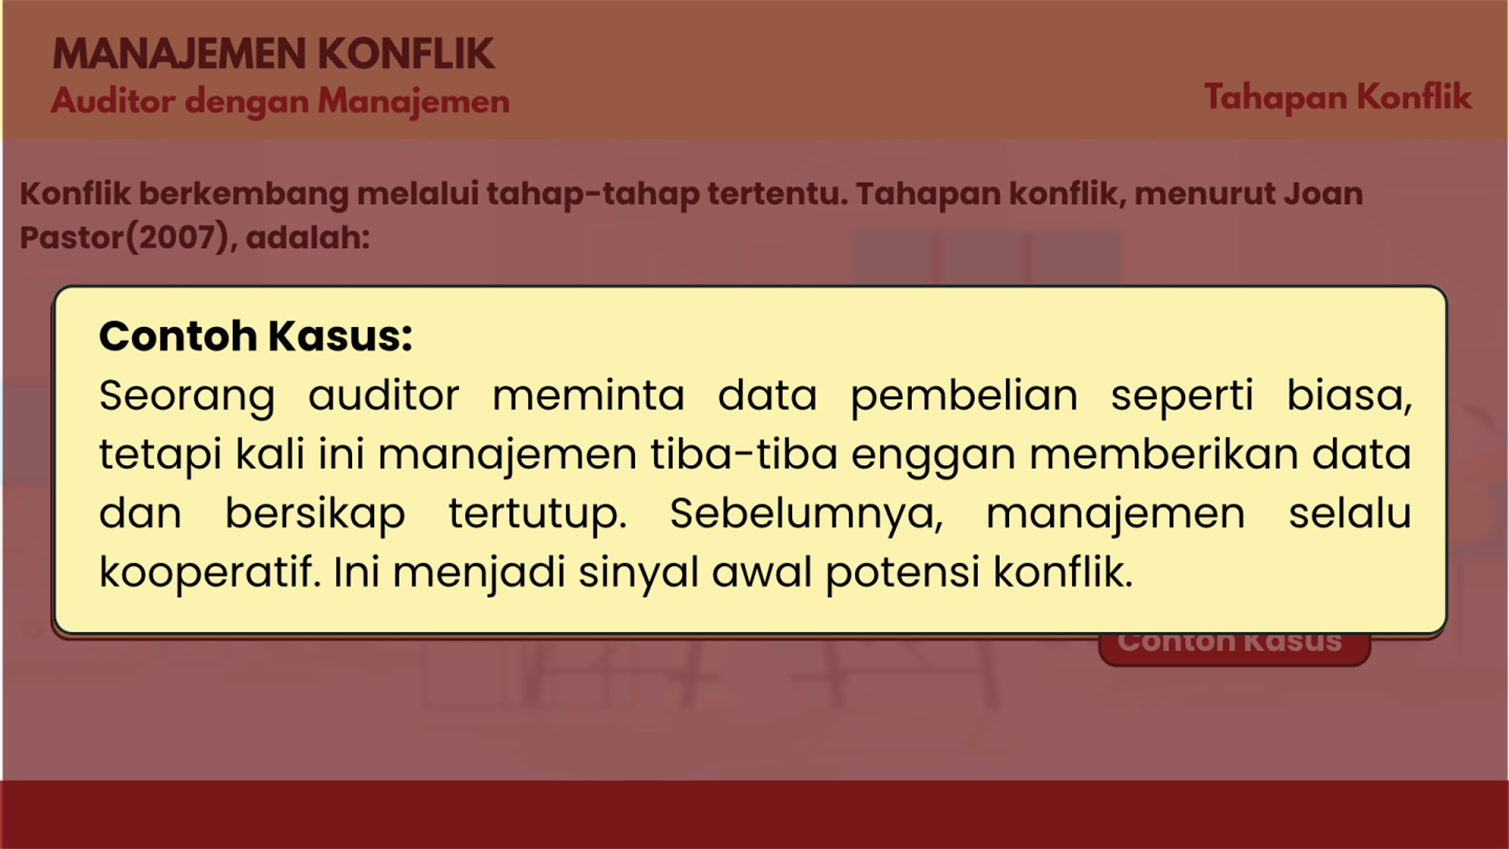 MANAJEMEN KONFLIK
Auditor dengan Manajemen
Tahapan Konflik
Konflik berkembang melalui tahap-tahap tertentu. Tahapan konflik, menurut Joan
Pastor(2007), adalah:
Contoh Kasus:
Seorang auditor meminta data pembelian seperti biasa,
tetapi kali ini manajemen tiba-tiba enggan memberikan data
dan bersikap tertutup. Sebelumnya, manajemen selalu
kooperatif. Ini menjadi sinyal awal potensi konflik.
Contoh Kasus